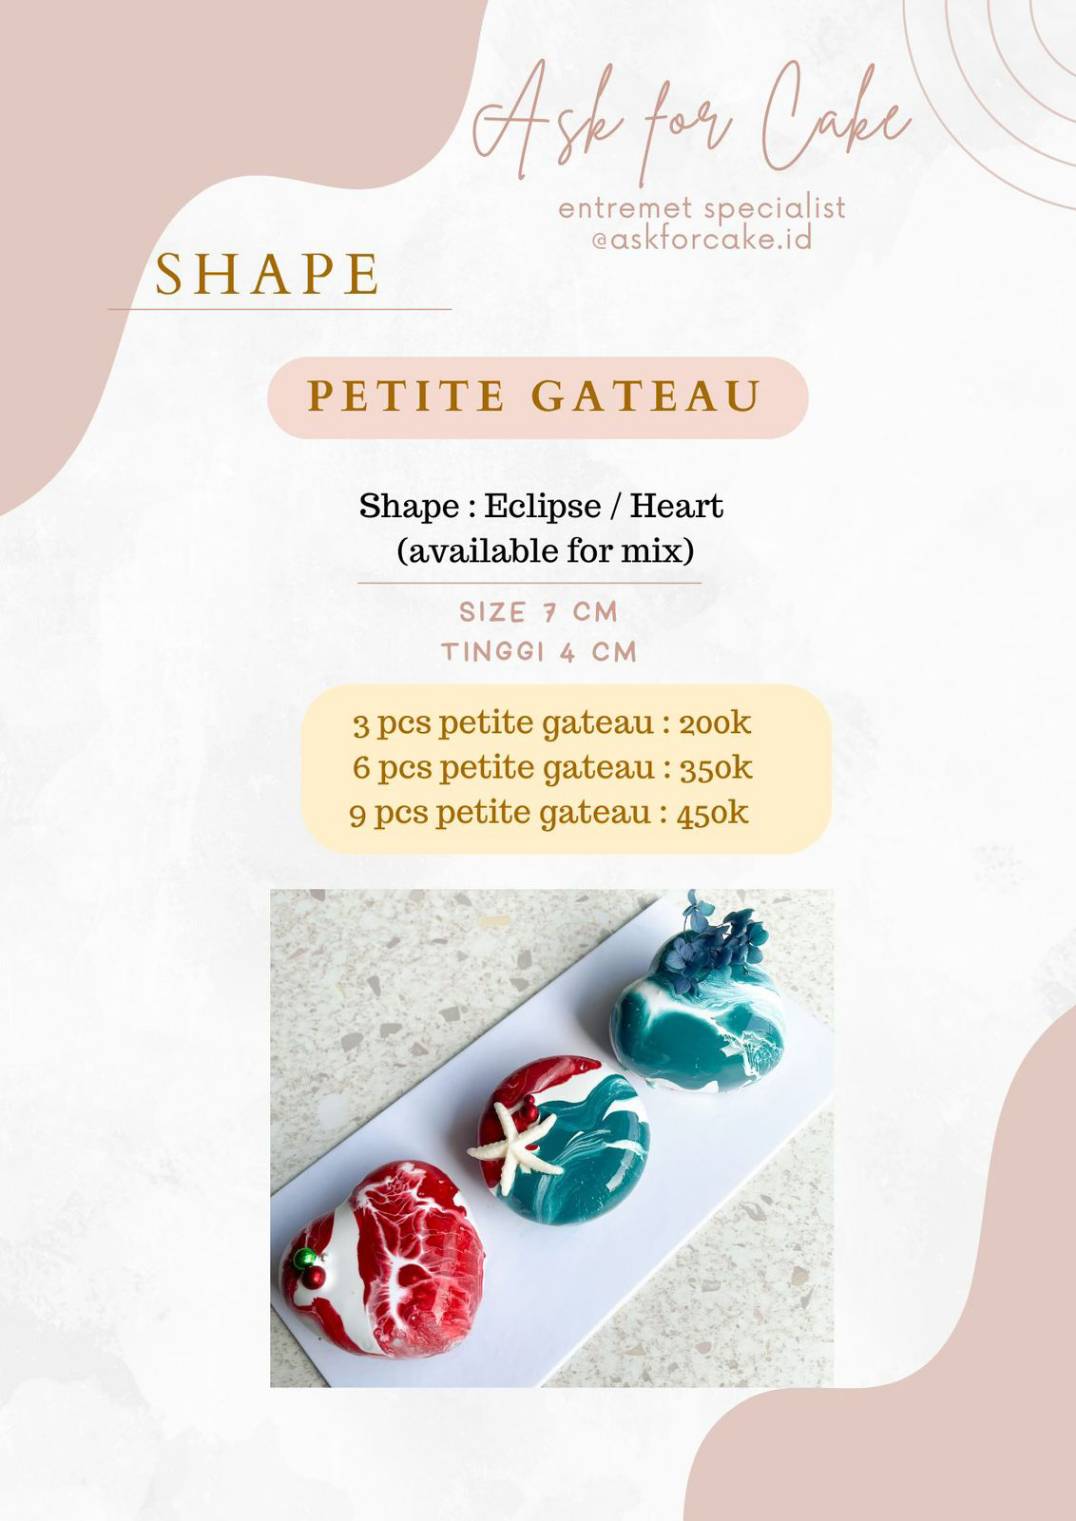 Ask for Cake
entremet specialist
@askforcake.id
SHAPE
PETITE GATEAU
Shape : Eclipse / Heart
(available for mix)
SIZE 7 CM
TINGGI 4 CM
3 pcs petite gateau : 200k
6 pcs petite gateau : 350k
9 pcs petite gateau : 450k